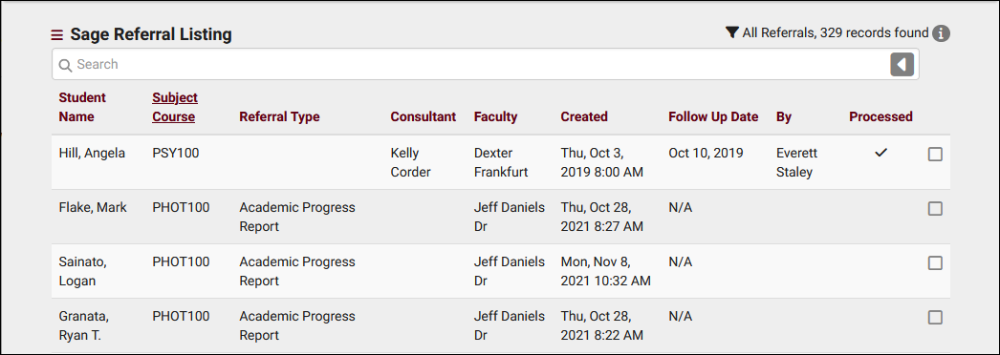 Sage Referral Listing
All Referrals, 329 records found
Search
Student Name Subject Course Referral Type Consultant Faculty Created Follow Up Date By Processed
Hill, Angela PSY100 Kelly Corder Dexter Frankfurt Thu, Oct 3, 2019 8:00 AM Oct 10, 2019 Everett Staley
Flake, Mark PHOT100 Academic Progress Report Jeff Daniels Dr Thu, Oct 28, 2021 8:27 AM N/A
Sainato, Logan PHOT100 Academic Progress Report Jeff Daniels Dr Mon, Nov 8, 2021 10:32 AM N/A
Granata, Ryan T. PHOT100 Academic Progress Report Jeff Daniels Dr Thu, Oct 28, 2021 8:22 AM N/A